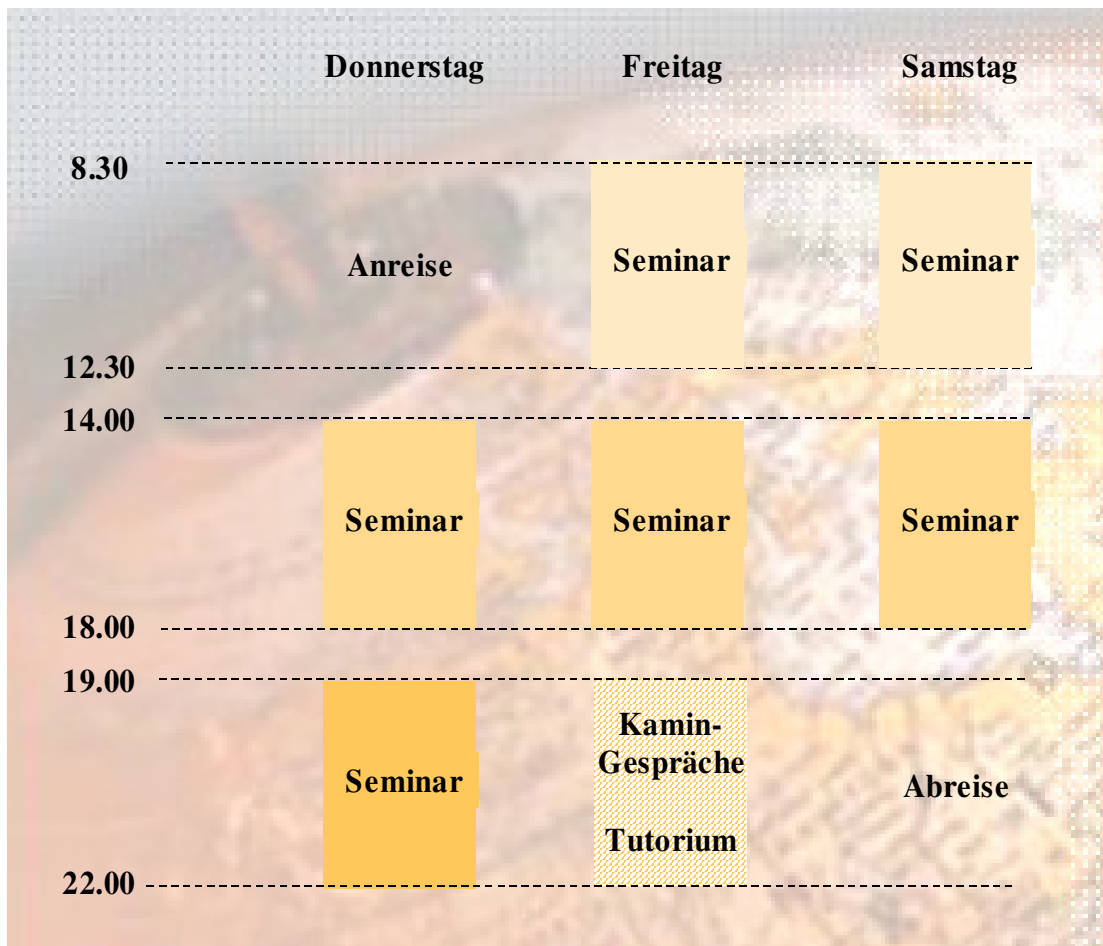 Donnerstag Freitag Samstag
8.30
Anreise Seminar Seminar
12.30
14.00
Seminar Seminar Seminar
18.00
19.00
Kamin-
Gespräche
Seminar Abreise
Tutorium
22.00